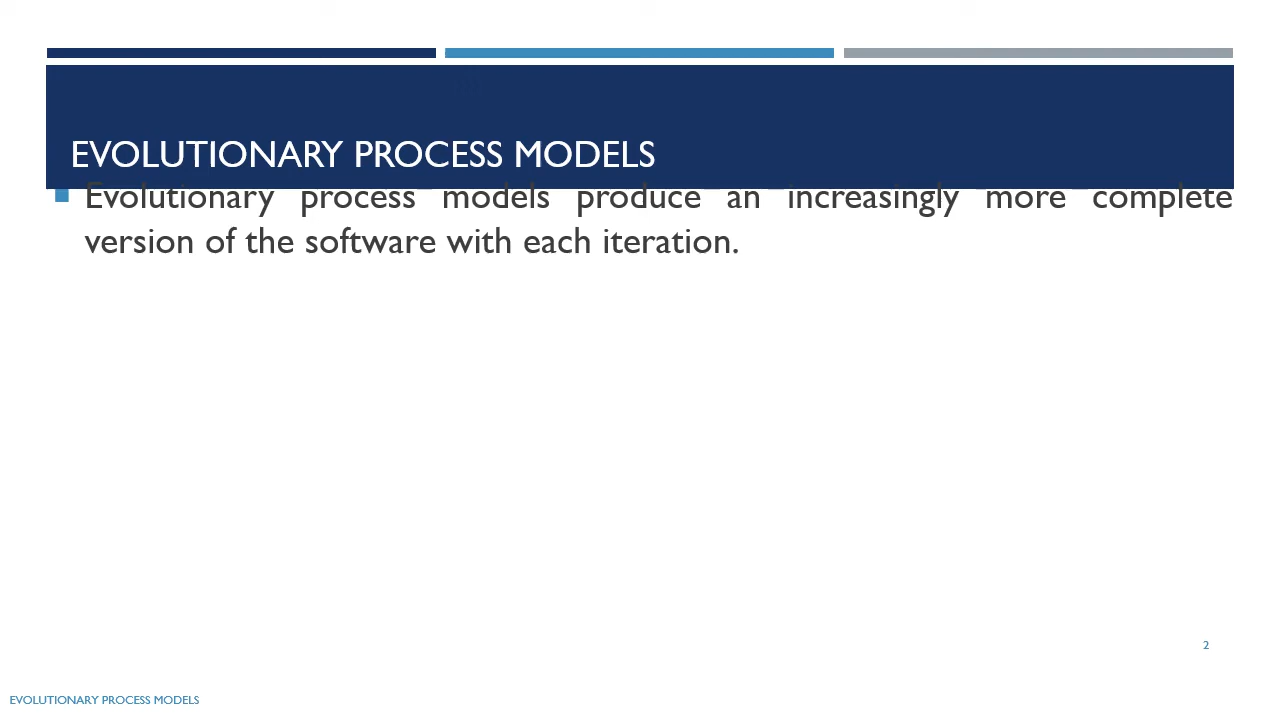 EVOLUTIONARY PROCESS MODELS
Evolutionary process models produce an increasingly more complete
version of the software with each iteration.
2
EVOLUTIONARY PROCESS MODELS